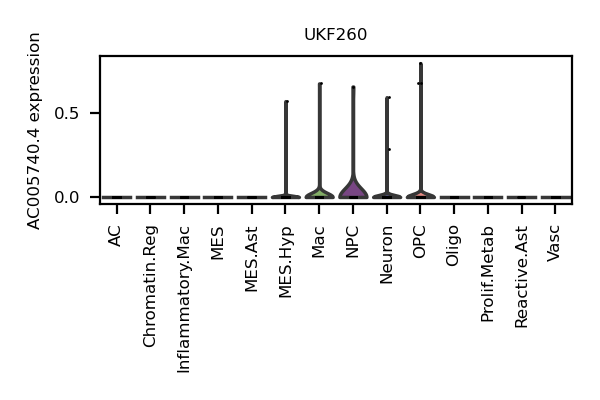 UKF260
AC005740.4 expression
0.5
0.0
AC
Chromatin.Reg
Inflammatory.Mac
MES
MES.Ast
MES.Hyp
Mac
NPC
Neuron
OPC
Oligo
Prolif.Metab
Reactive.Ast
Vasc